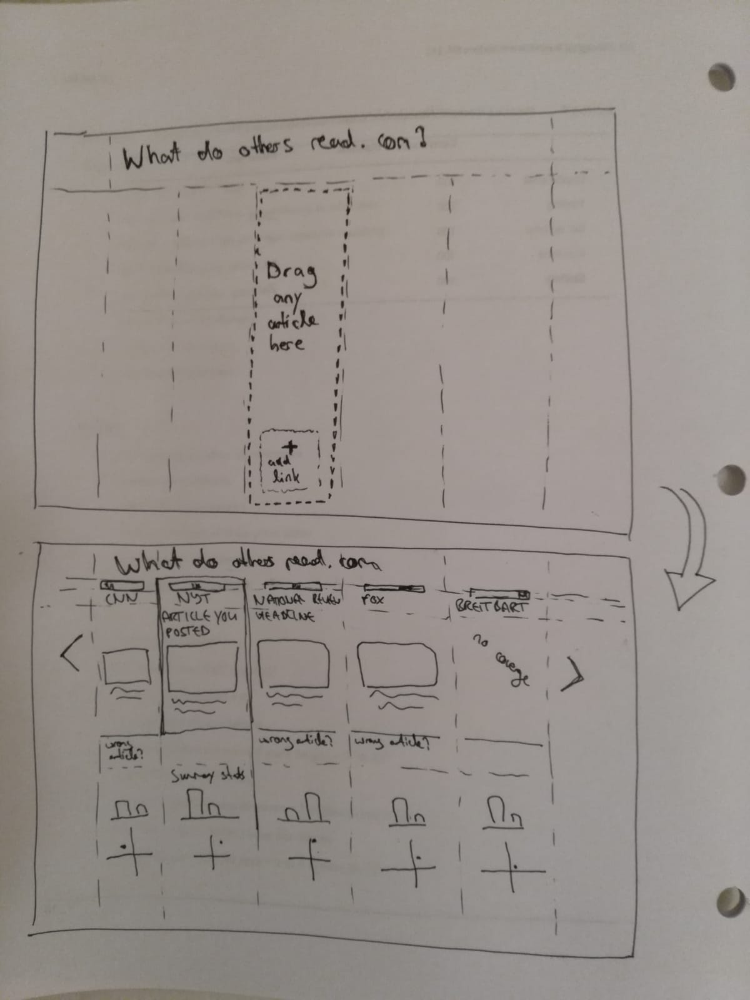 What do others read. com?
Drag
any
article
here
+
add
link
What do others read. com
CNN
NYT
NATIONAL REVIEW
FOX
BREITBART
ARTICLE YOU
POSTED
HEADLINE
no
coverage
wrong
article?
wrong article?
wrong article?
Survey stats